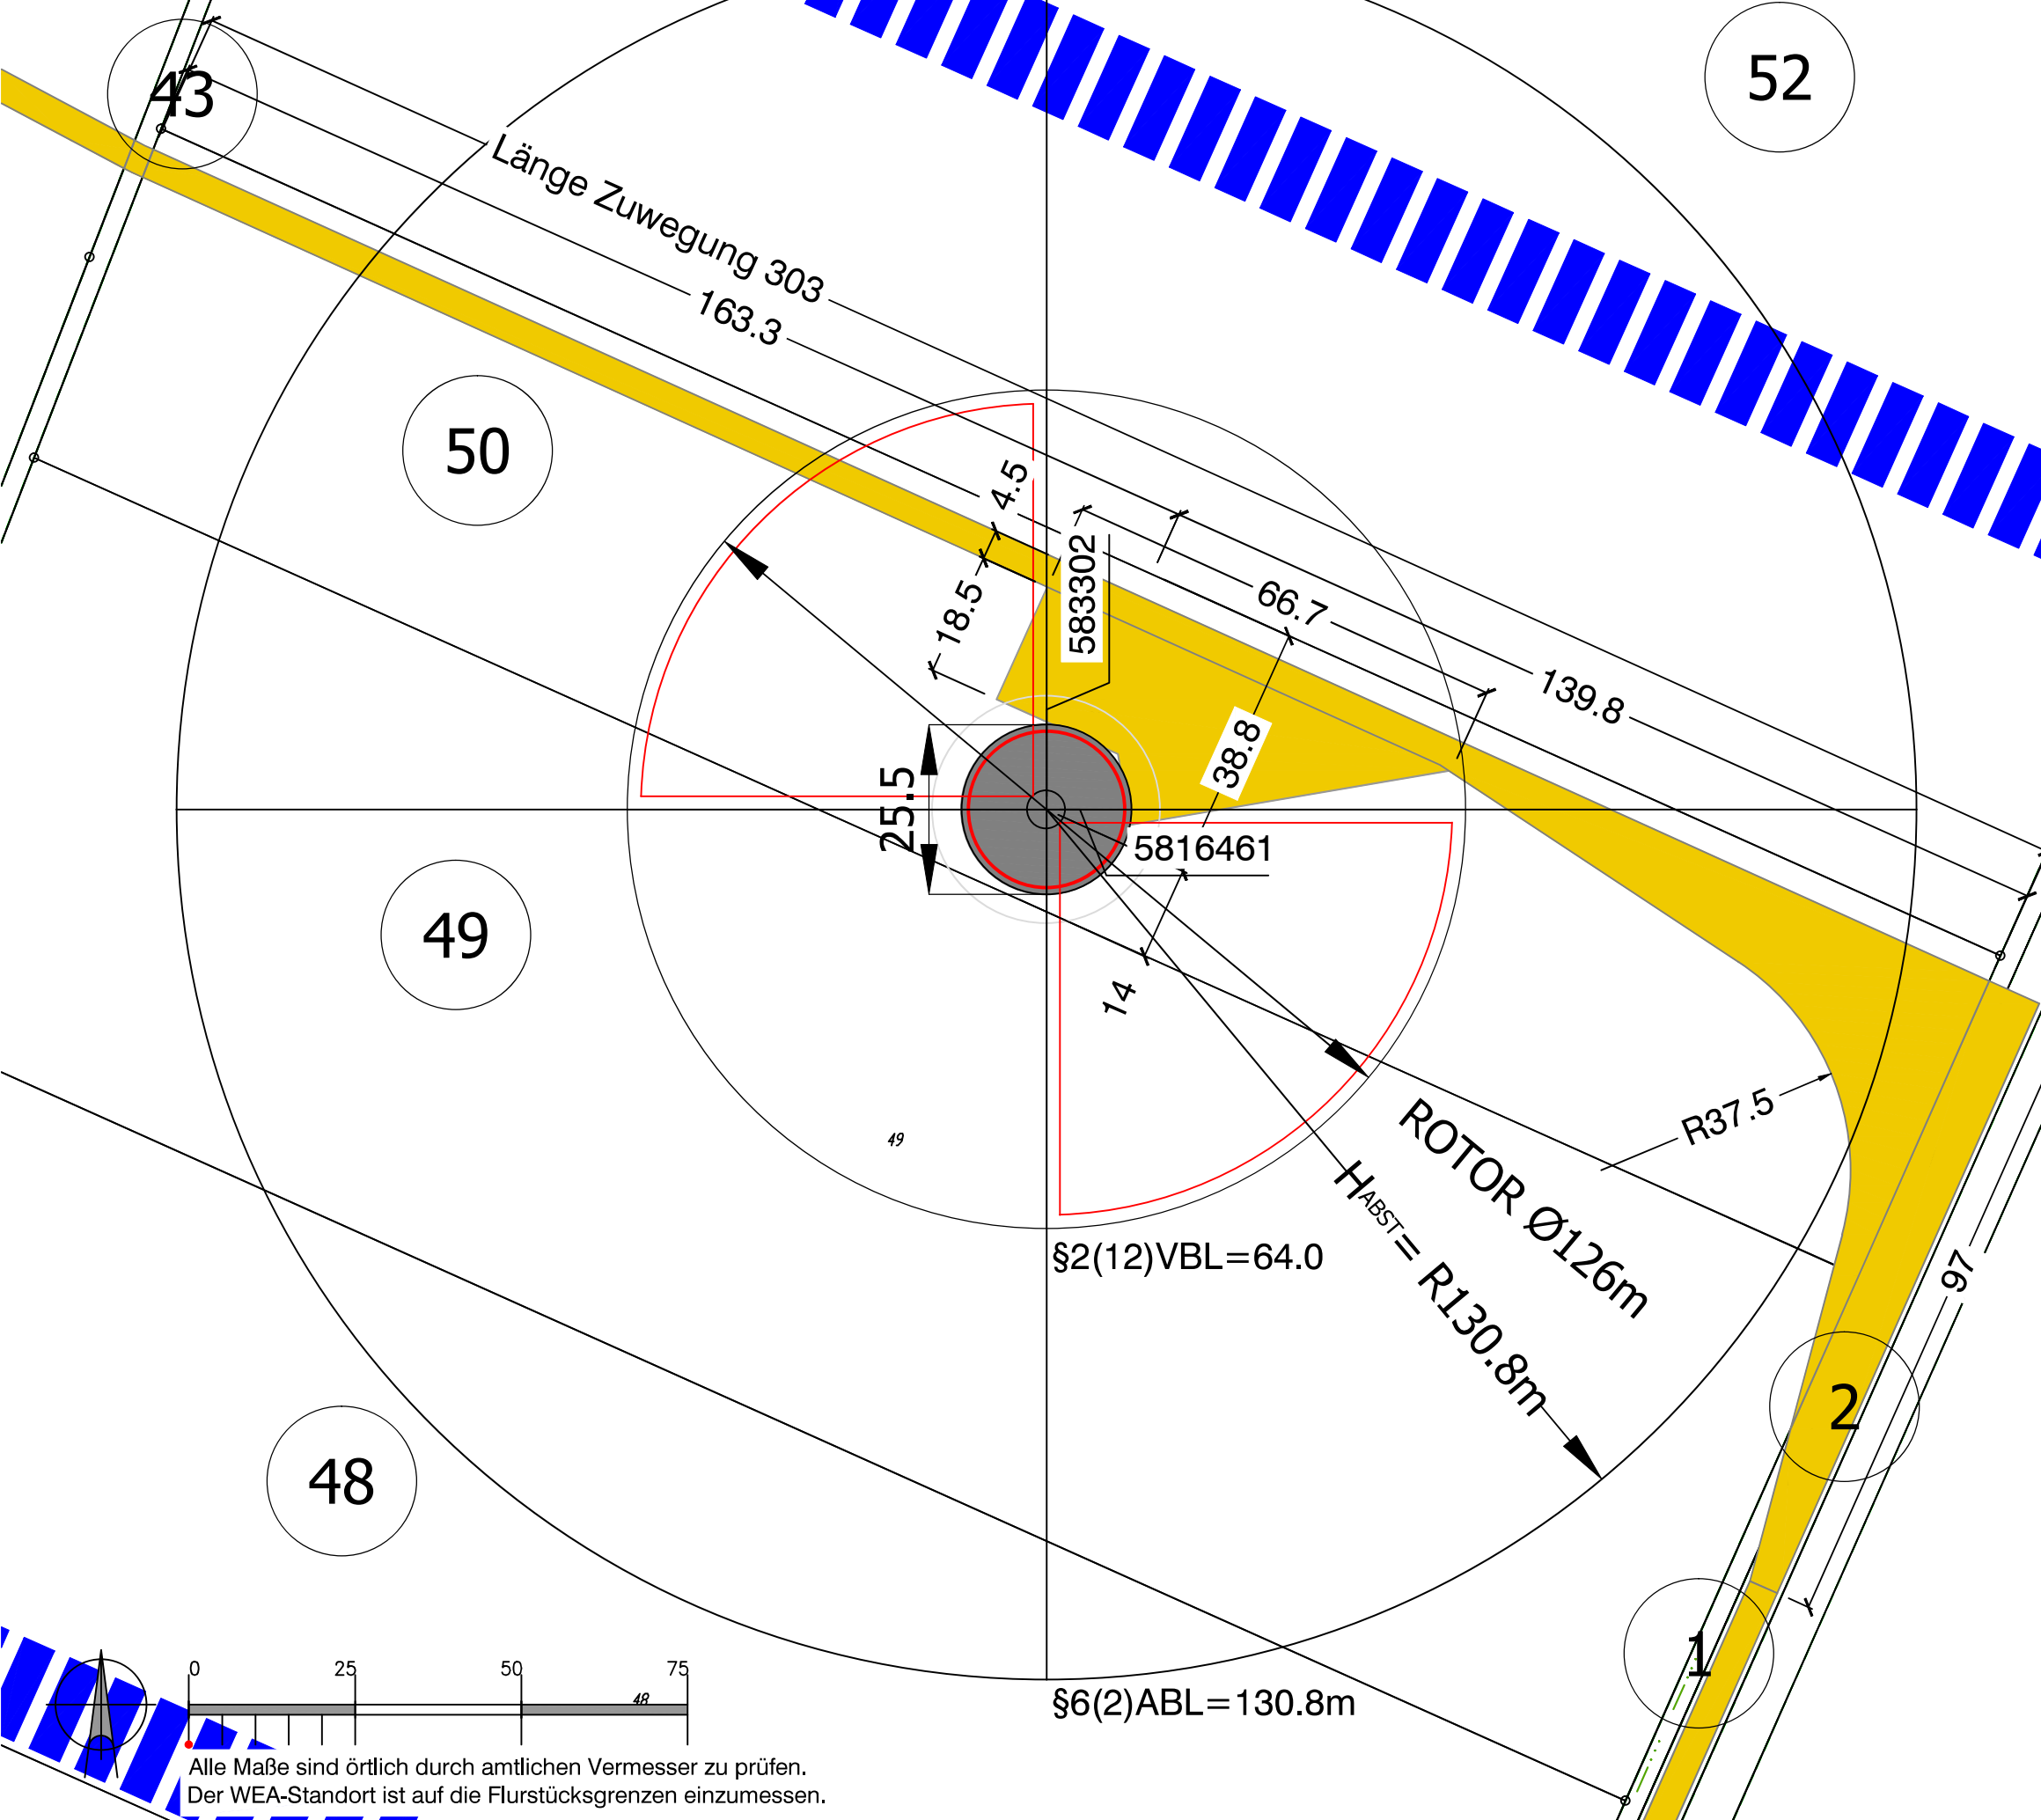 43
52
Länge Zuwegung 303
163.3
50
4.5
583302
66.7
18.5
139.8
38.8
25.5
5816461
49
14
R37.5
49
ROTOR Ø126m
HABST= R130.8m
§2(12)VBL=64.0
97
2
48
1
0 25 50 75
48
§6(2)ABL=130.8m
Alle Maße sind örtlich durch amtlichen Vermesser zu prüfen.
Der WEA-Standort ist auf die Flurstücksgrenzen einzumessen.